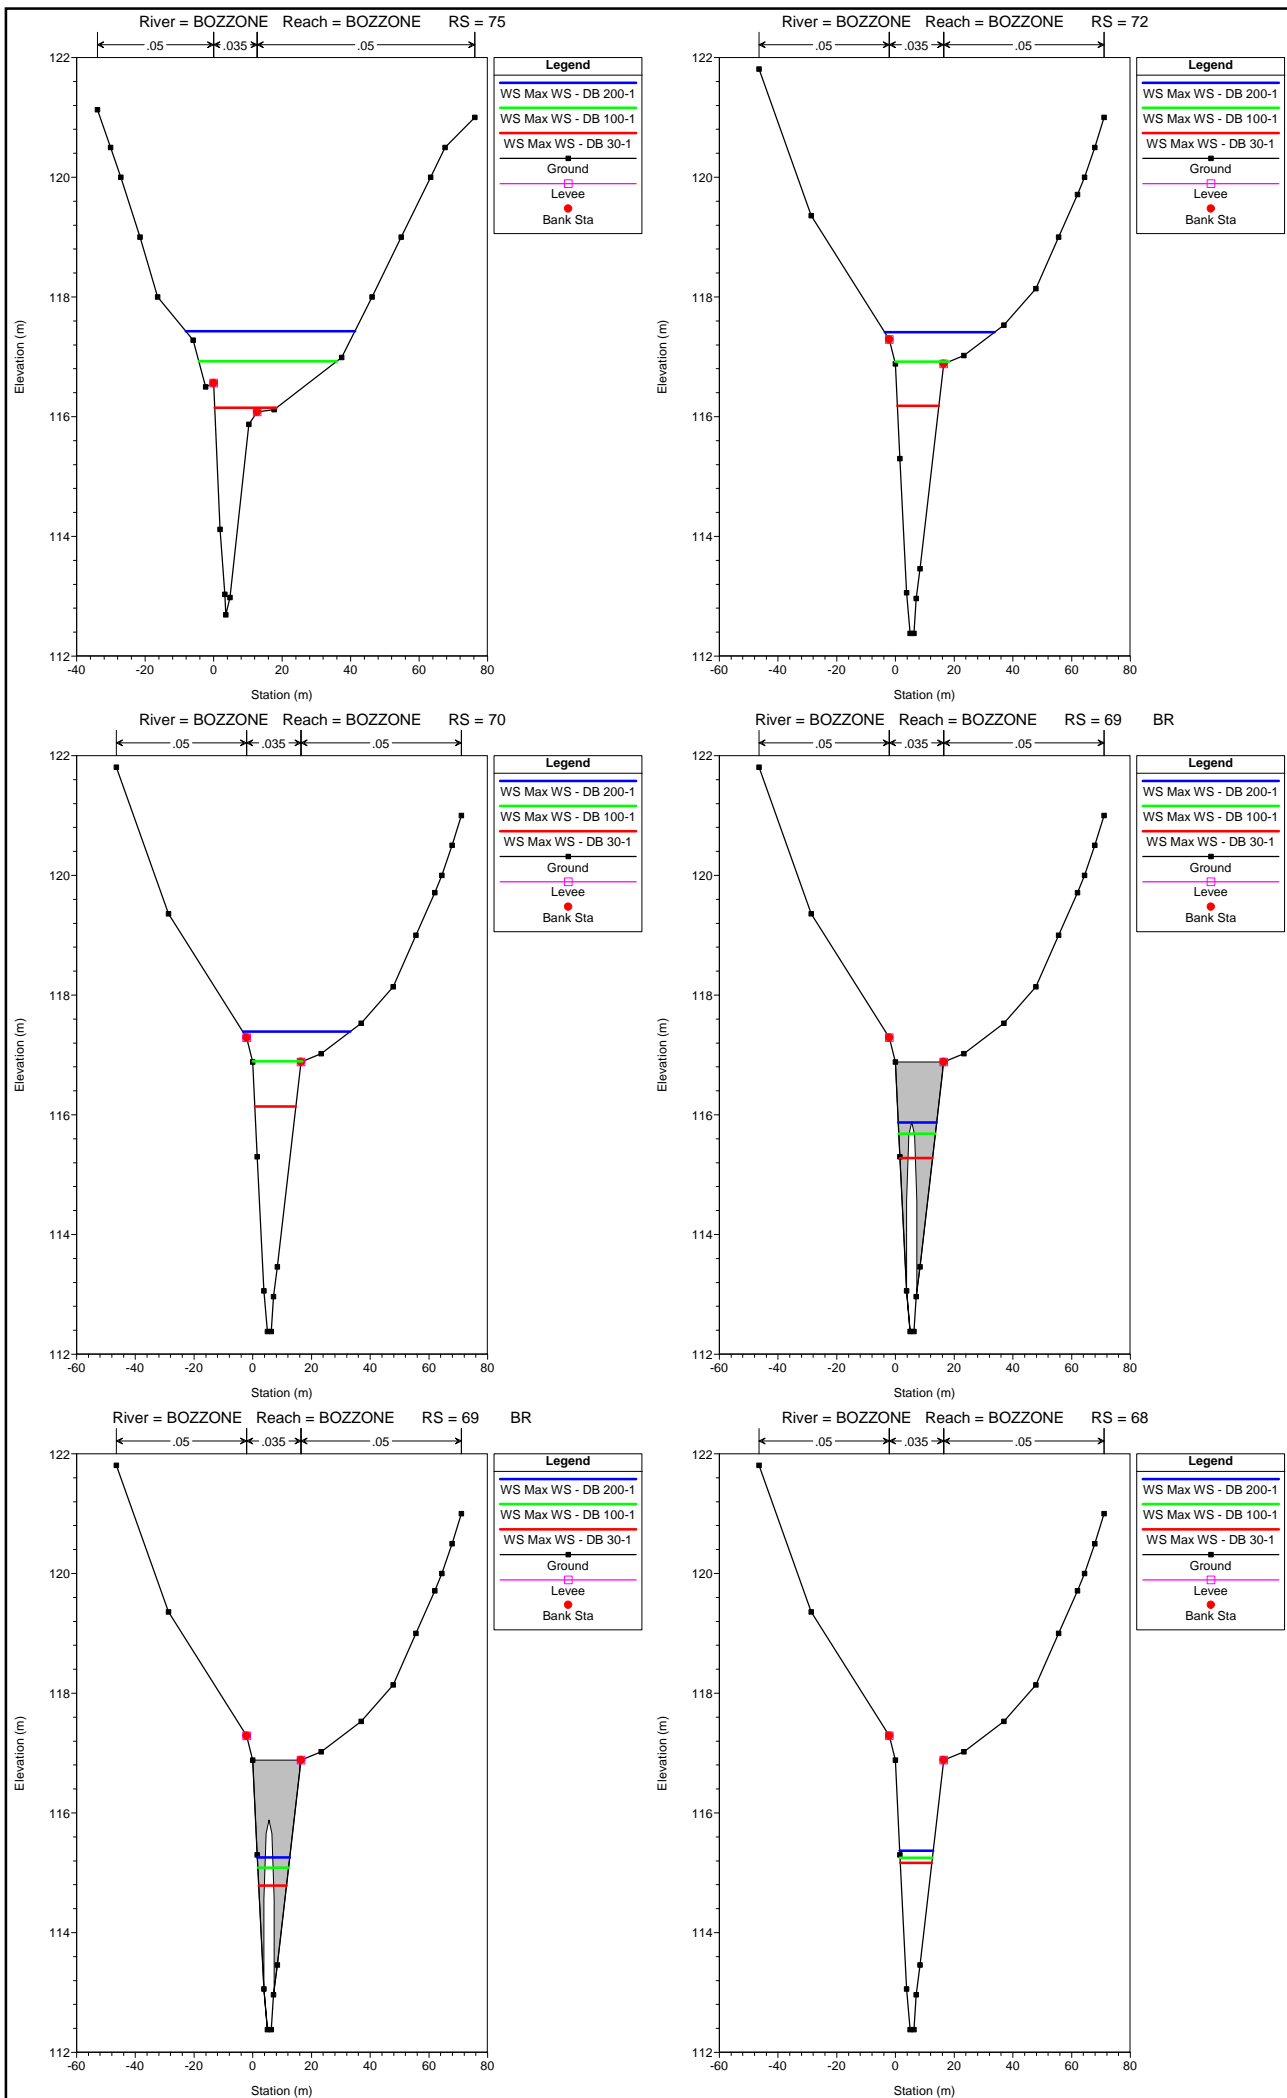 River = BOZZONE Reach = BOZZONE RS = 75
.05 .035 .05
122
120
118
116
114
112
Elevation (m)
-40 -20 0 20 40 60 80
Station (m)
Legend
WS Max WS - DB 200-1
WS Max WS - DB 100-1
WS Max WS - DB 30-1
Ground
Levee
Bank Sta
River = BOZZONE Reach = BOZZONE RS = 72
.05 .035 .05
122
120
118
116
114
112
Elevation (m)
-60 -40 -20 0 20 40 60 80
Station (m)
Legend
WS Max WS - DB 200-1
WS Max WS - DB 100-1
WS Max WS - DB 30-1
Ground
Levee
Bank Sta
River = BOZZONE Reach = BOZZONE RS = 70
.05 .035 .05
122
120
118
116
114
112
Elevation (m)
-60 -40 -20 0 20 40 60 80
Station (m)
Legend
WS Max WS - DB 200-1
WS Max WS - DB 100-1
WS Max WS - DB 30-1
Ground
Levee
Bank Sta
River = BOZZONE Reach = BOZZONE RS = 69 BR
.05 .035 .05
122
120
118
116
114
112
Elevation (m)
-60 -40 -20 0 20 40 60 80
Station (m)
Legend
WS Max WS - DB 200-1
WS Max WS - DB 100-1
WS Max WS - DB 30-1
Ground
Levee
Bank Sta
River = BOZZONE Reach = BOZZONE RS = 69 BR
.05 .035 .05
122
120
118
116
114
112
Elevation (m)
-60 -40 -20 0 20 40 60 80
Station (m)
Legend
WS Max WS - DB 200-1
WS Max WS - DB 100-1
WS Max WS - DB 30-1
Ground
Levee
Bank Sta
River = BOZZONE Reach = BOZZONE RS = 68
.05 .035 .05
122
120
118
116
114
112
Elevation (m)
-60 -40 -20 0 20 40 60 80
Station (m)
Legend
WS Max WS - DB 200-1
WS Max WS - DB 100-1
WS Max WS - DB 30-1
Ground
Levee
Bank Sta